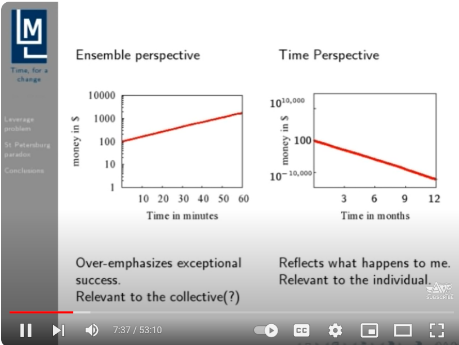 LML
Time, for a
change
Leverage
problem
St. Petersburg
paradox
Conclusions
Ensemble perspective
10000
1000
100
10
1
money in $
10 20 30 40 50 60
Time in minutes
Over-emphasizes exceptional
success.
Relevant to the collective(?)
Time Perspective
10^10,000
100
10^-10,000
money in $
3 6 9 12
Time in months
Reflects what happens to me.
Relevant to the individual.
7:37 / 53:10
CC